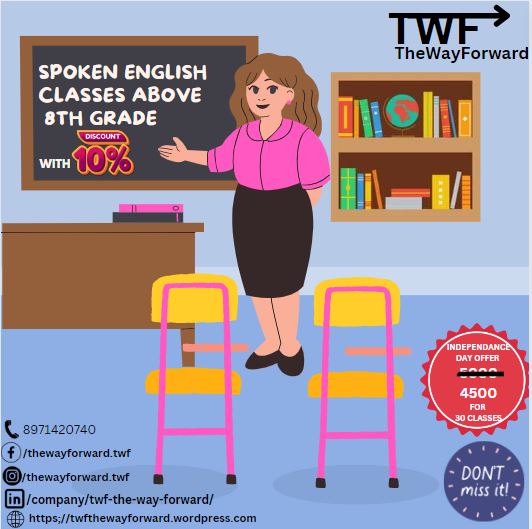 TWF
TheWayForward
SPOKEN ENGLISH
CLASSES ABOVE
8TH GRADE
DISCOUNT
WITH 10%
INDEPENDANCE
DAY OFFER
5000
4500
FOR
30 CLASSES
DON'T
miss it!
8971420740
/thewayforward.twf
/thewayforward.twf
/company/twf-the-way-forward/
https://twfthewayforward.wordpress.com